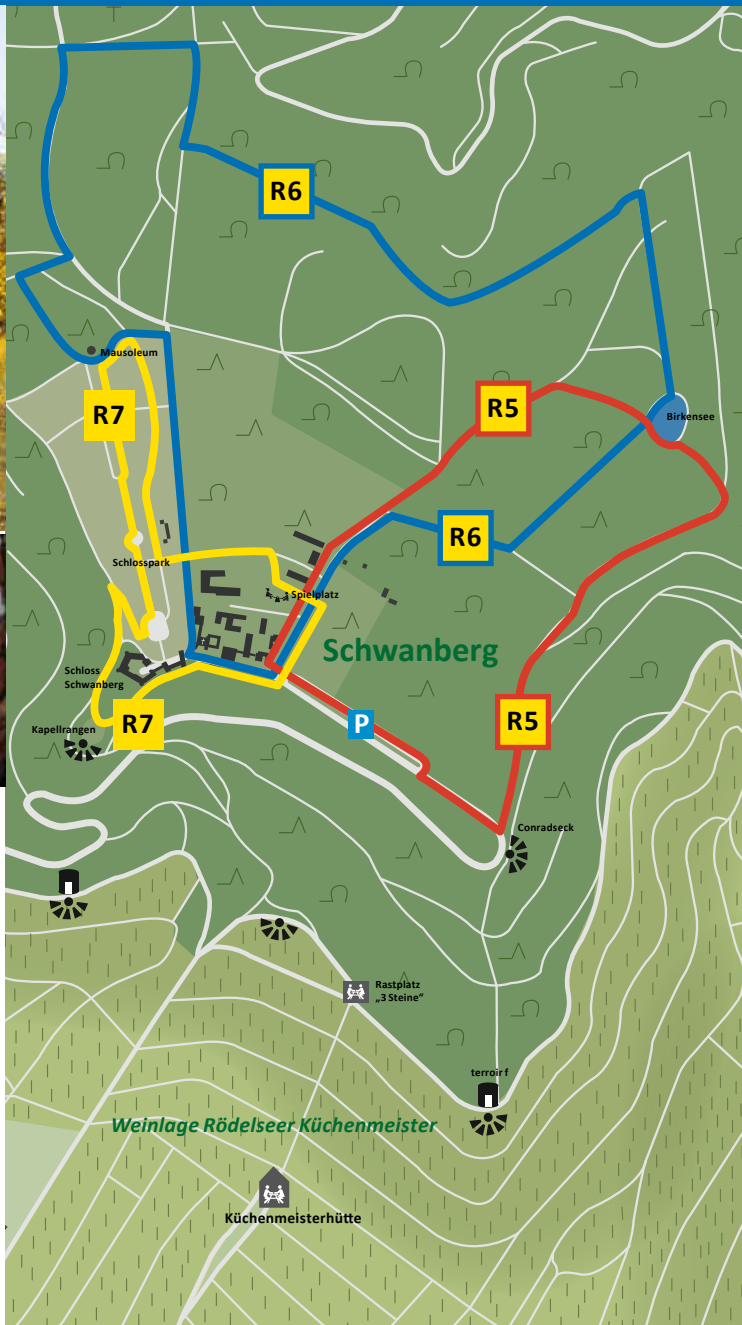 R6
Mausoleum
R7
R5
Birkensee
R6
Schlosspark
Spielplatz
Schwanberg
Schloss
Schwanberg
R7
Kapellrangen
P
R5
Conradseck
Rastplatz
„3 Steine“
terroir f
Weinlage Rödelseer Küchenmeister
Küchenmeisterhütte